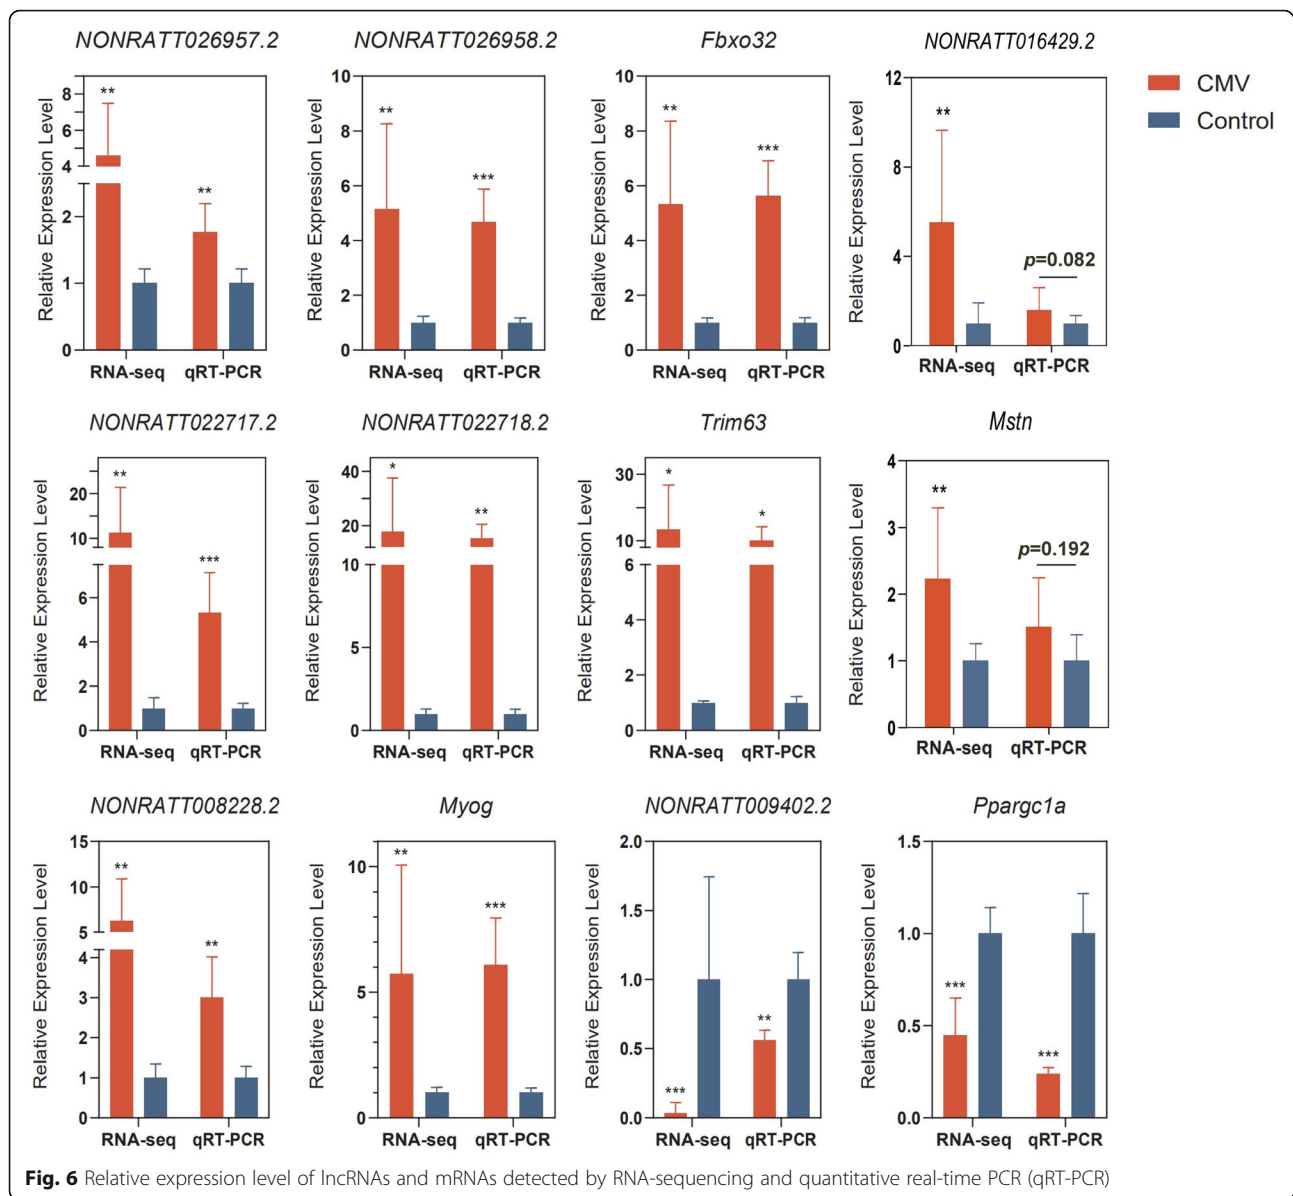 NONRATT026957.2
NONRATT026958.2
Fbxo32
NONRATT016429.2
CMV
Control
Relative Expression Level
8
6
4
2
1
0
**
**
RNA-seq
qRT-PCR
Relative Expression Level
10
8
6
4
2
0
**
***
RNA-seq
qRT-PCR
Relative Expression Level
10
8
6
4
2
0
**
***
RNA-seq
qRT-PCR
Relative Expression Level
12
8
4
0
**
p=0.082
RNA-seq
qRT-PCR
NONRATT022717.2
NONRATT022718.2
Trim63
Mstn
Relative Expression Level
20
10
6
4
2
0
**
***
RNA-seq
qRT-PCR
Relative Expression Level
40
20
10
5
0
*
**
RNA-seq
qRT-PCR
Relative Expression Level
30
10
6
4
2
0
*
*
RNA-seq
qRT-PCR
Relative Expression Level
4
3
2
1
0
**
p=0.192
RNA-seq
qRT-PCR
NONRATT008228.2
Myog
NONRATT009402.2
Ppargc1a
Relative Expression Level
15
10
5
4
3
2
1
0
**
**
RNA-seq
qRT-PCR
Relative Expression Level
10
5
0
**
***
RNA-seq
qRT-PCR
Relative Expression Level
2.0
1.5
1.0
0.5
0.0
***
**
RNA-seq
qRT-PCR
Relative Expression Level
1.5
1.0
0.5
0.0
***
***
RNA-seq
qRT-PCR
Fig. 6 Relative expression level of lncRNAs and mRNAs detected by RNA-sequencing and quantitative real-time PCR (qRT-PCR)